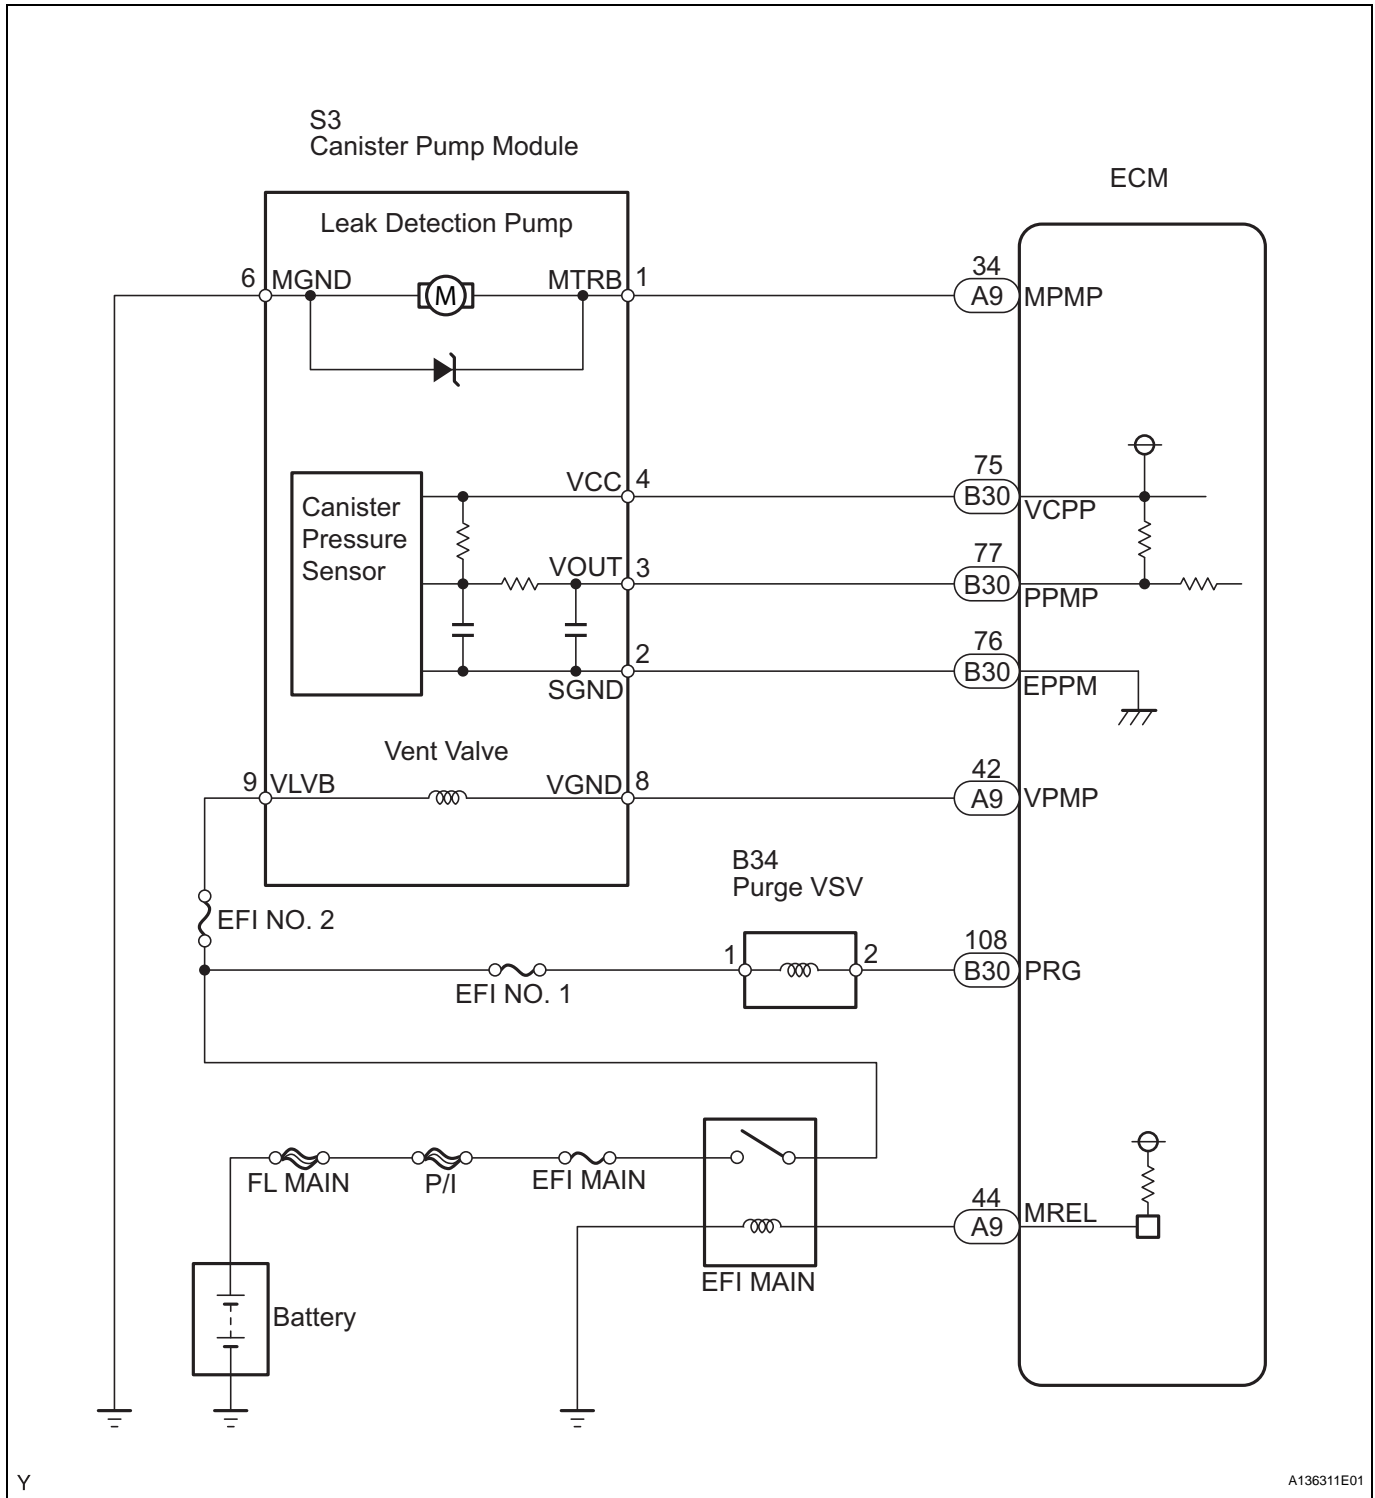 S3
Canister Pump Module
ECM
Leak Detection Pump
6 MGND
M
MTRB 1
34
A9 MPMP
Canister
Pressure
Sensor
VCC 4
75
B30 VCPP
VOUT 3
77
B30 PPMP
2
SGND
76
B30 EPPM
Vent Valve
9 VLVB
VGND 8
42
A9 VPMP
B34
Purge VSV
EFI NO. 2
1
2
108
B30 PRG
EFI NO. 1
FL MAIN
P/I
EFI MAIN
44
A9 MREL
EFI MAIN
Battery
Y
A136311E01